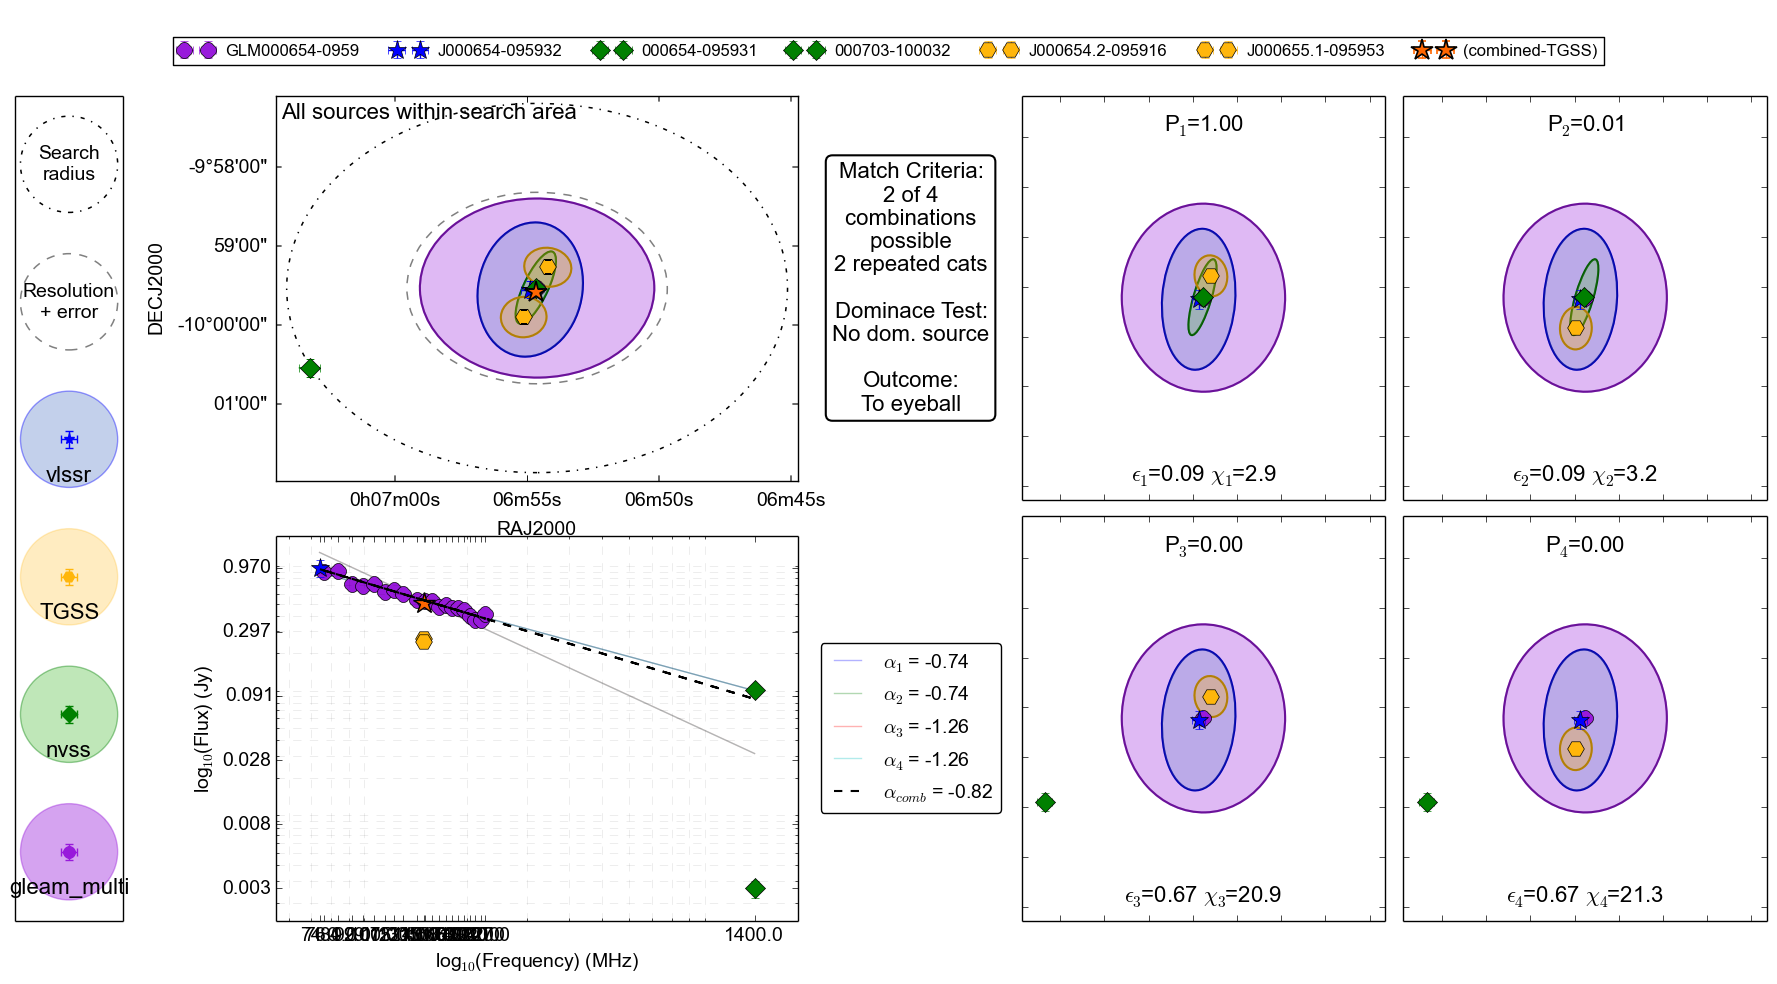 GLM000654-0959 J000654-095932 000654-095931 000703-100032 J000654.2-095916 J000655.1-095953 (combined-TGSS)
Search
radius
Resolution
+ error
vlssr
TGSS
nvss
gleam_multi
All sources within search area
DECJ2000
-9°58'00"
59'00"
-10°00'00"
01'00"
0h07m00s 06m55s 06m50s 06m45s
RAJ2000
Match Criteria:
2 of 4
combinations
possible
2 repeated cats
Dominace Test:
No dom. source
Outcome:
To eyeball
P1=1.00
ϵ1=0.09 χ1=2.9
P2=0.01
ϵ2=0.09 χ2=3.2
log10(Flux) (Jy)
0.970
0.297
0.091
0.028
0.008
0.003
1400.0
log10(Frequency) (MHz)
α1 = -0.74
α2 = -0.74
α3 = -1.26
α4 = -1.26
αcomb = -0.82
P3=0.00
ϵ3=0.67 χ3=20.9
P4=0.00
ϵ4=0.67 χ4=21.3